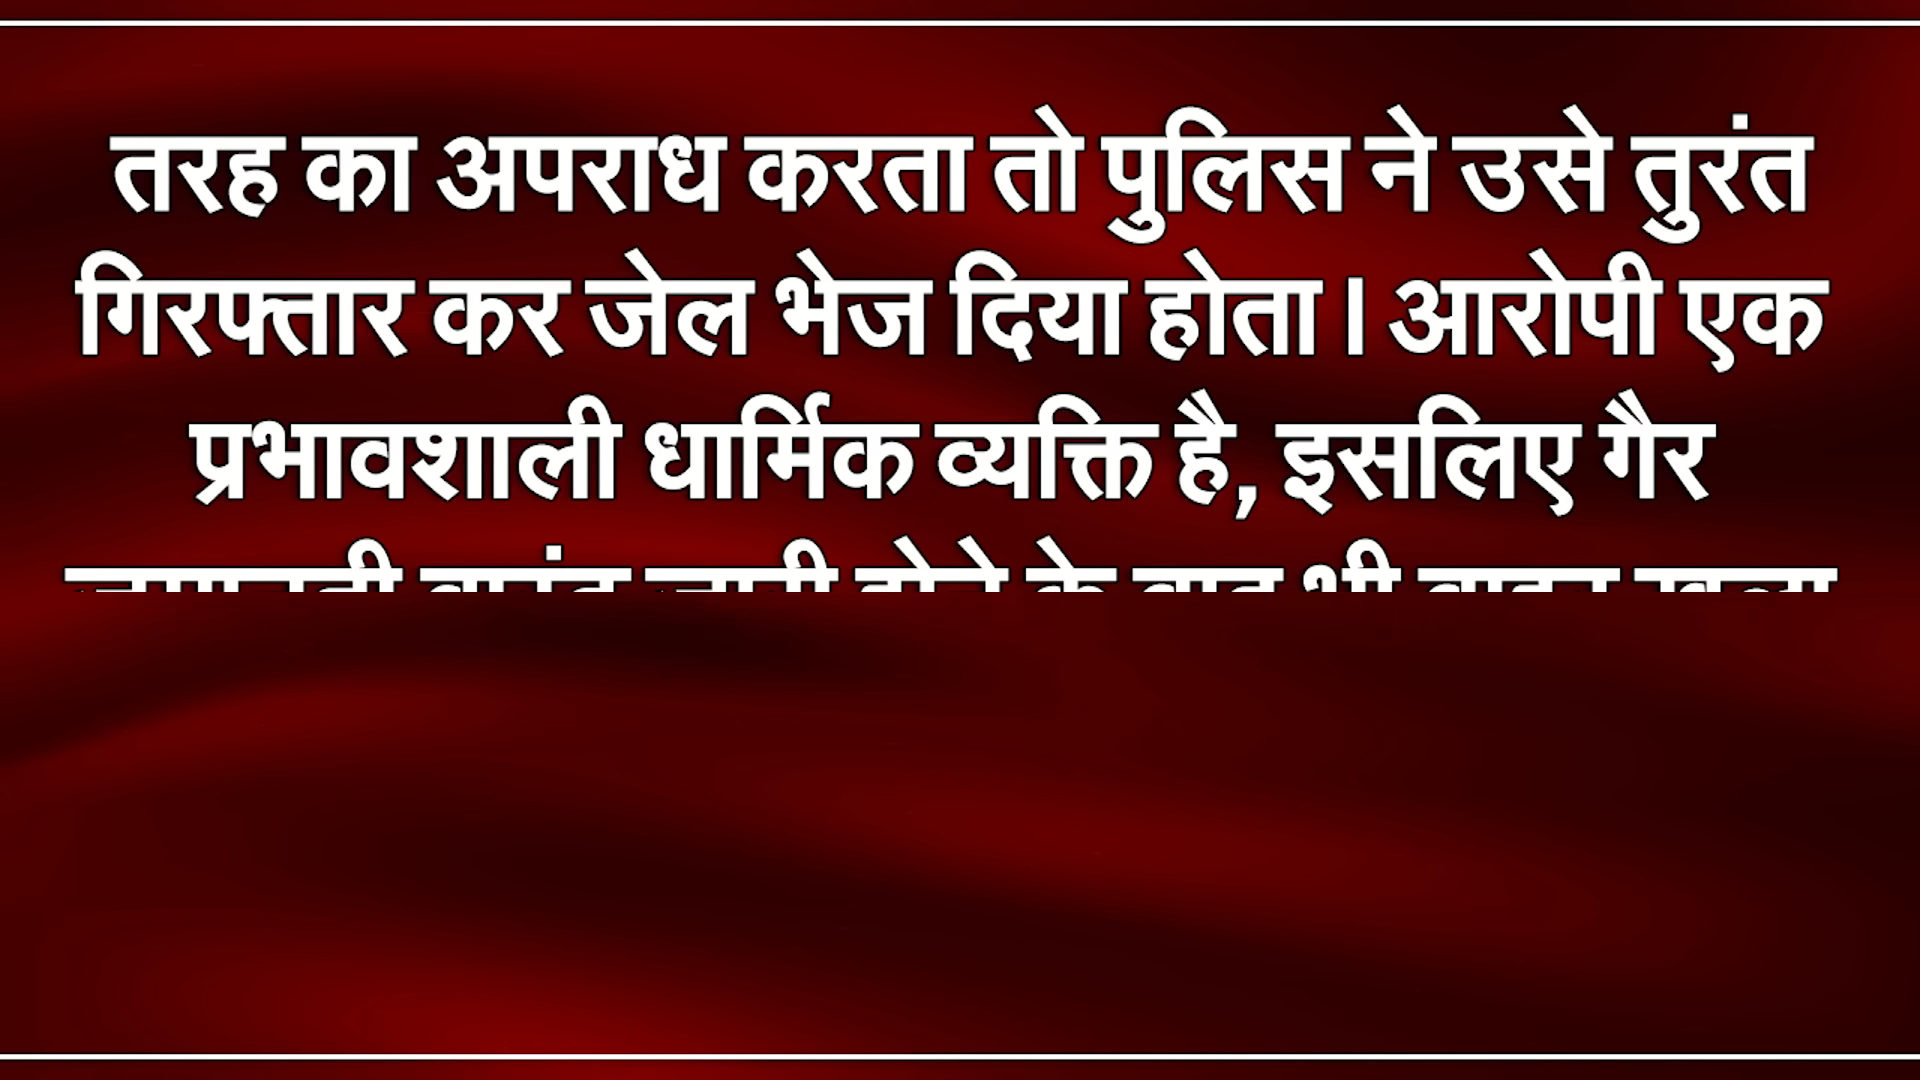 तरह का अपराध करता तो पुलिस ने उसे तुरंत
गिरफ्तार कर जेल भेज दिया होता । आरोपी एक
प्रभावशाली धार्मिक व्यक्ति है, इसलिए गैर